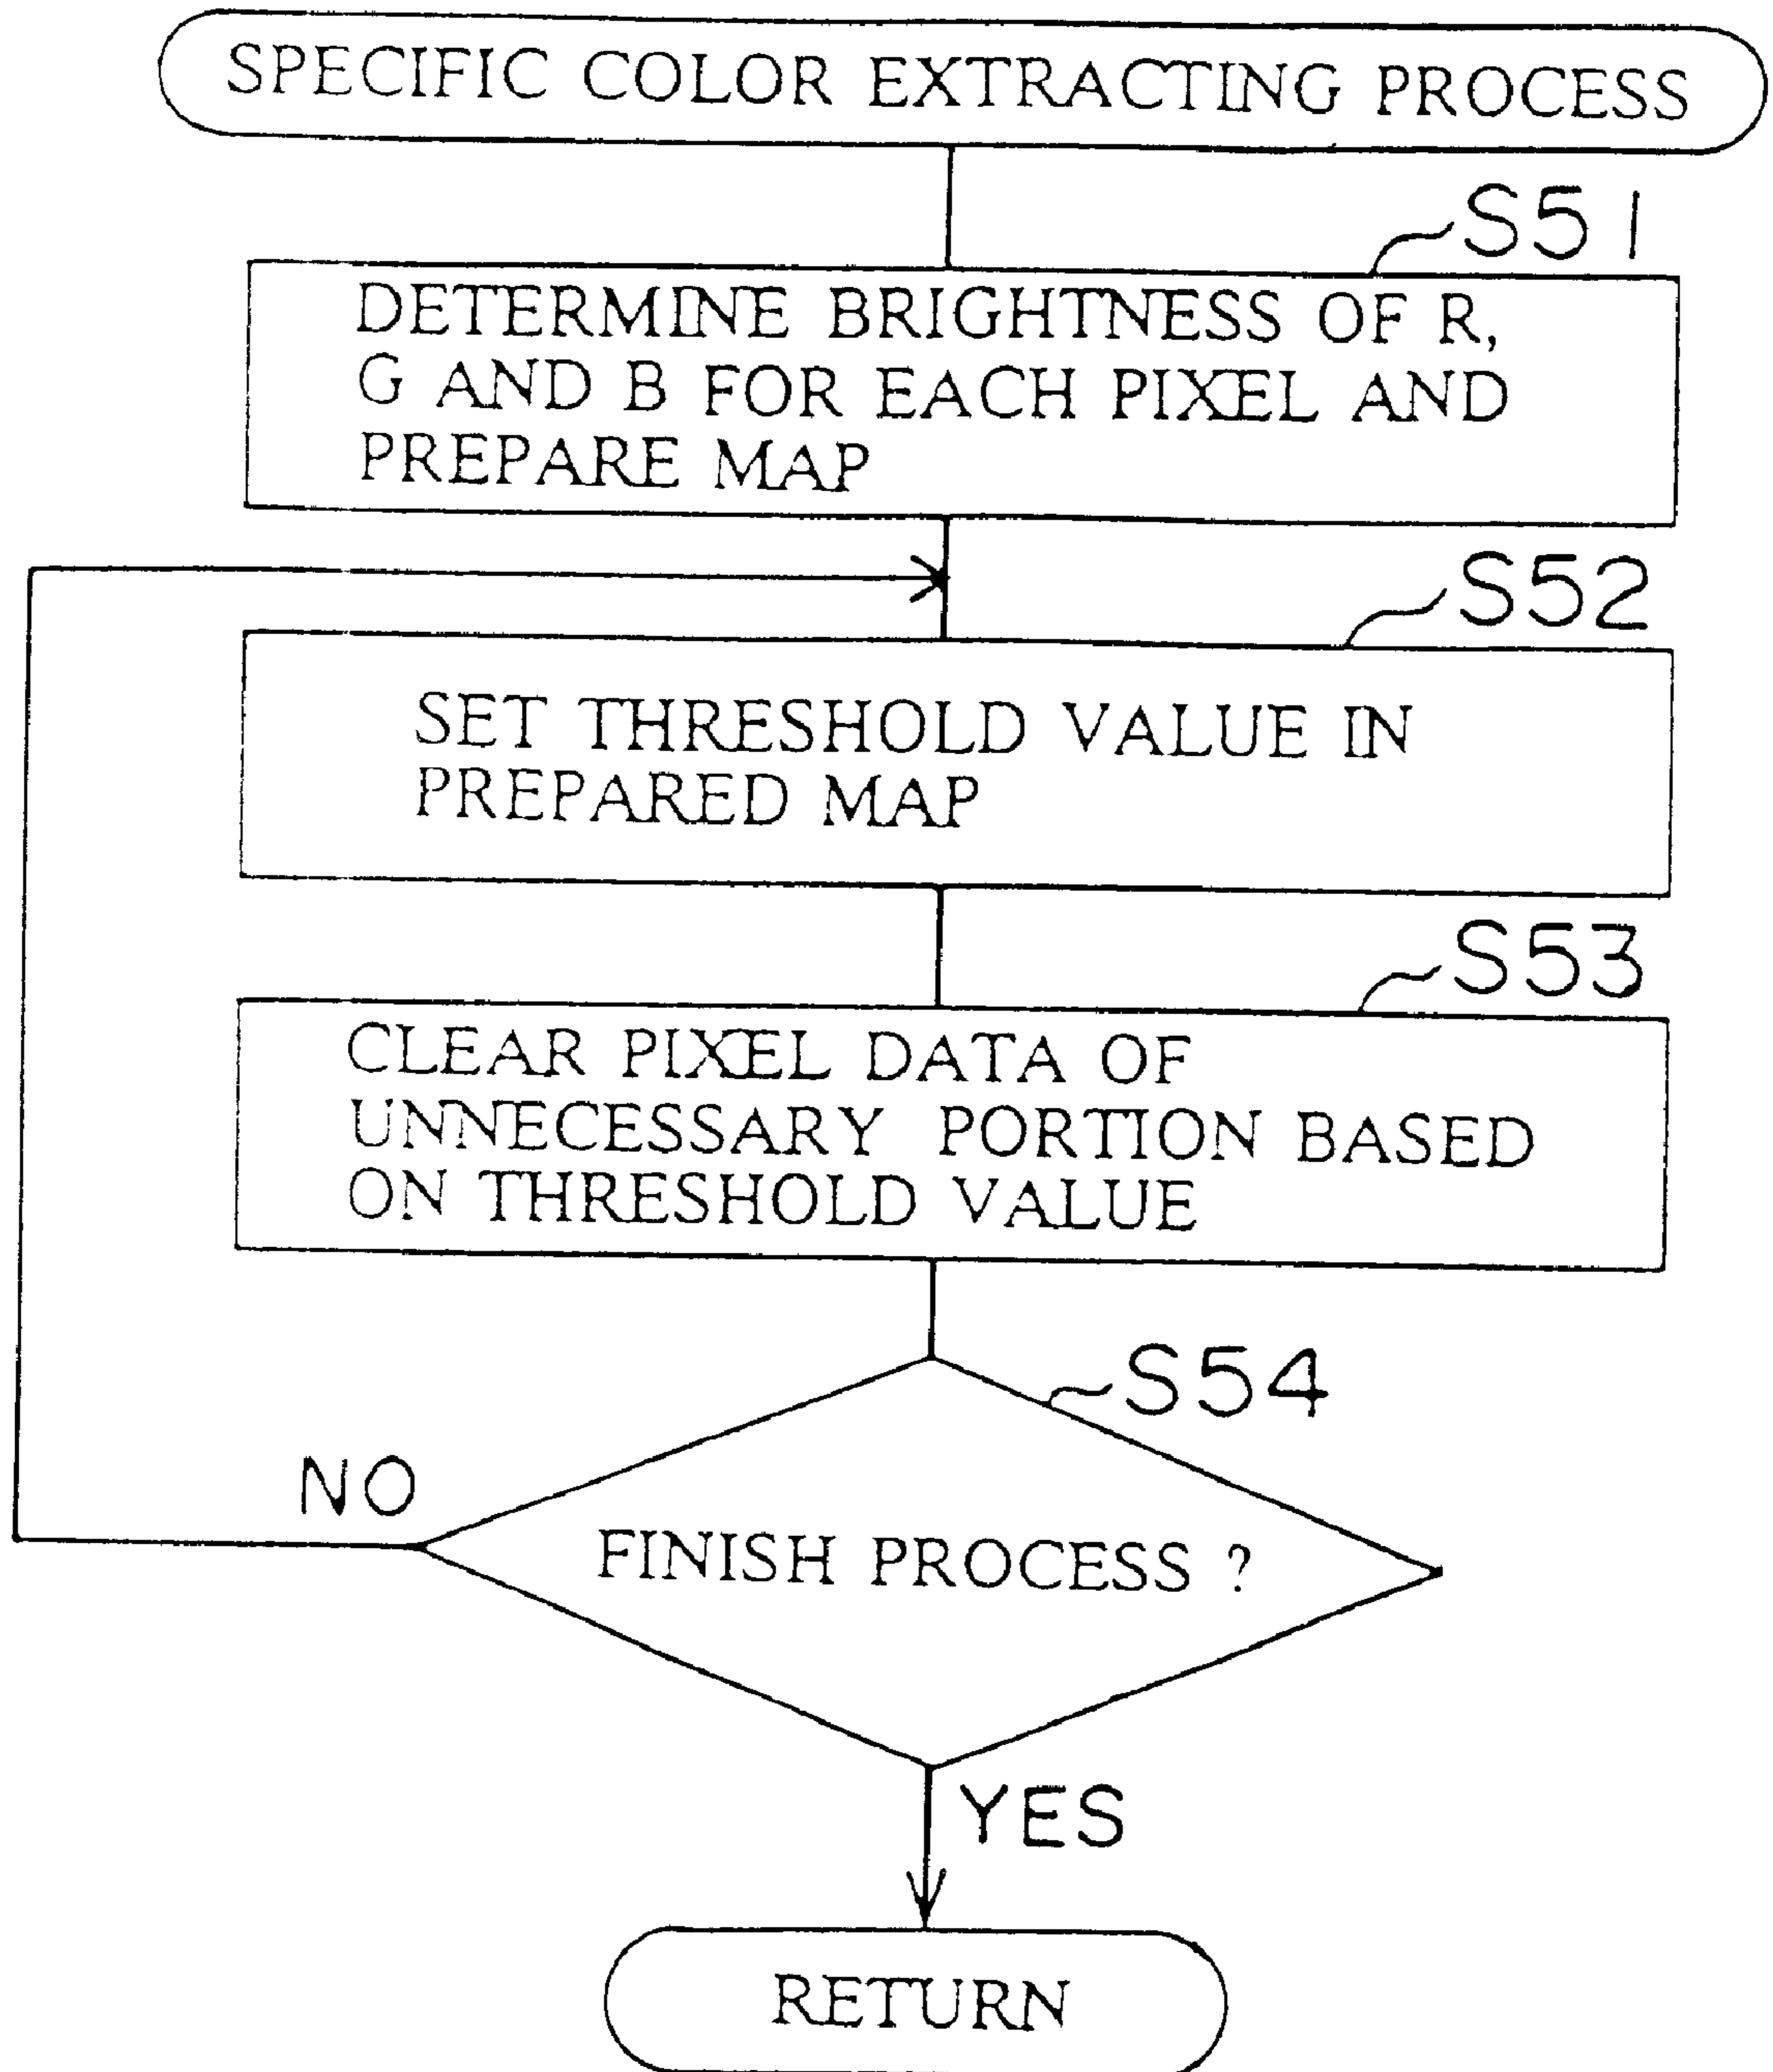 SPECIFIC COLOR EXTRACTING PROCESS
S51
DETERMINE BRIGHTNESS OF R,
G AND B FOR EACH PIXEL AND
PREPARE MAP
S52
SET THRESHOLD VALUE IN
PREPARED MAP
S53
CLEAR PIXEL DATA OF
UNNECESSARY PORTION BASED
ON THRESHOLD VALUE
S54
NO
FINISH PROCESS ?
YES
RETURN